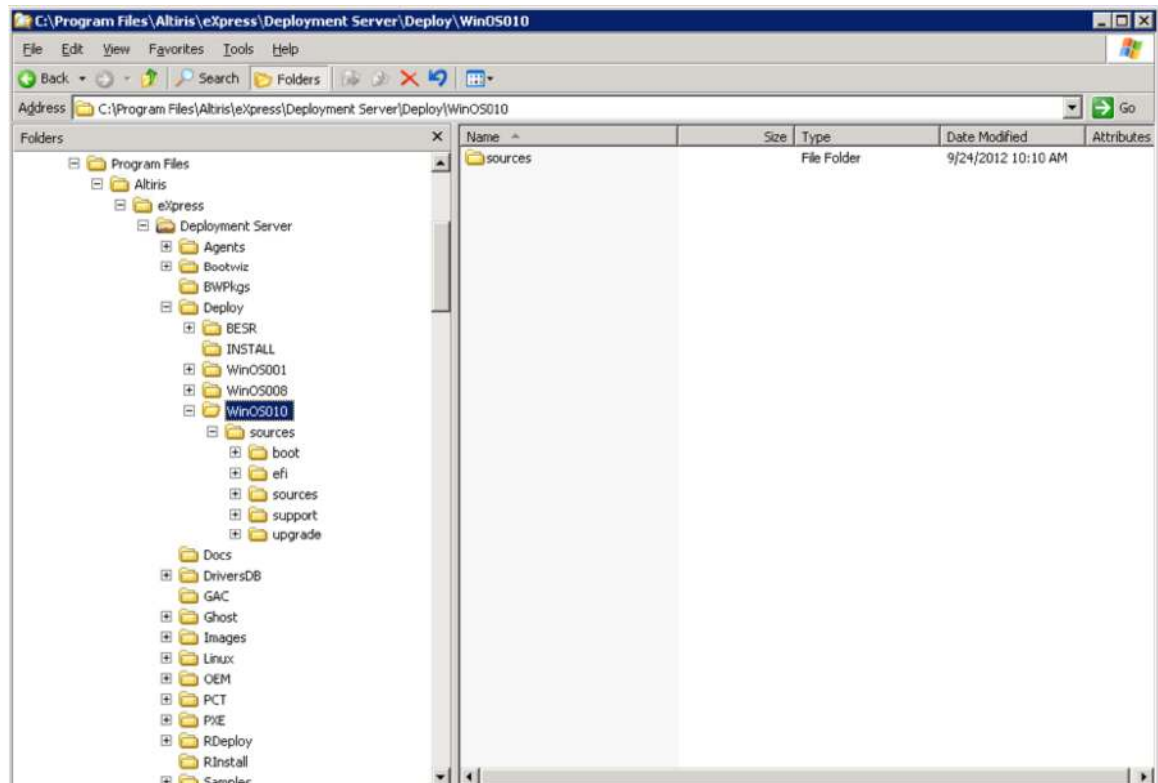 C:\Program Files\Altiris\eXpress\Deployment Server\Deploy\WinOS010
File Edit View Favorites Tools Help
Back Search Folders
Address C:\Program Files\Altiris\eXpress\Deployment Server\Deploy\WinOS010 Go
Folders Name Size Type Date Modified Attributes
Program Files sources File Folder 9/24/2012 10:10 AM
Altiris
eXpress
Deployment Server
Agents
Bootwiz
BWPkgs
Deploy
BESR
INSTALL
WinOS001
WinOS008
WinOS010
sources
boot
efi
sources
support
upgrade
Docs
DriversDB
GAC
Ghost
Images
Linux
OEM
PCT
PXE
RDeploy
RInstall
Samples